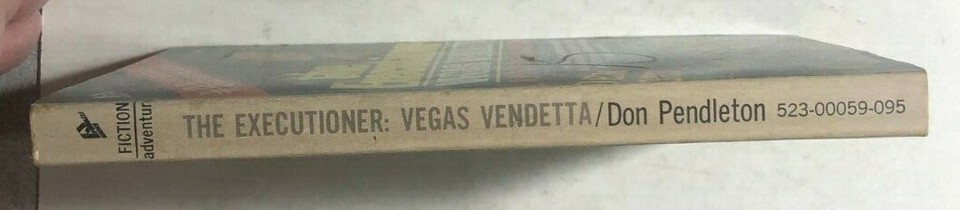 FICTION
adventur
THE EXECUTIONER: VEGAS VENDETTA/Don Pendleton 523-00059-095